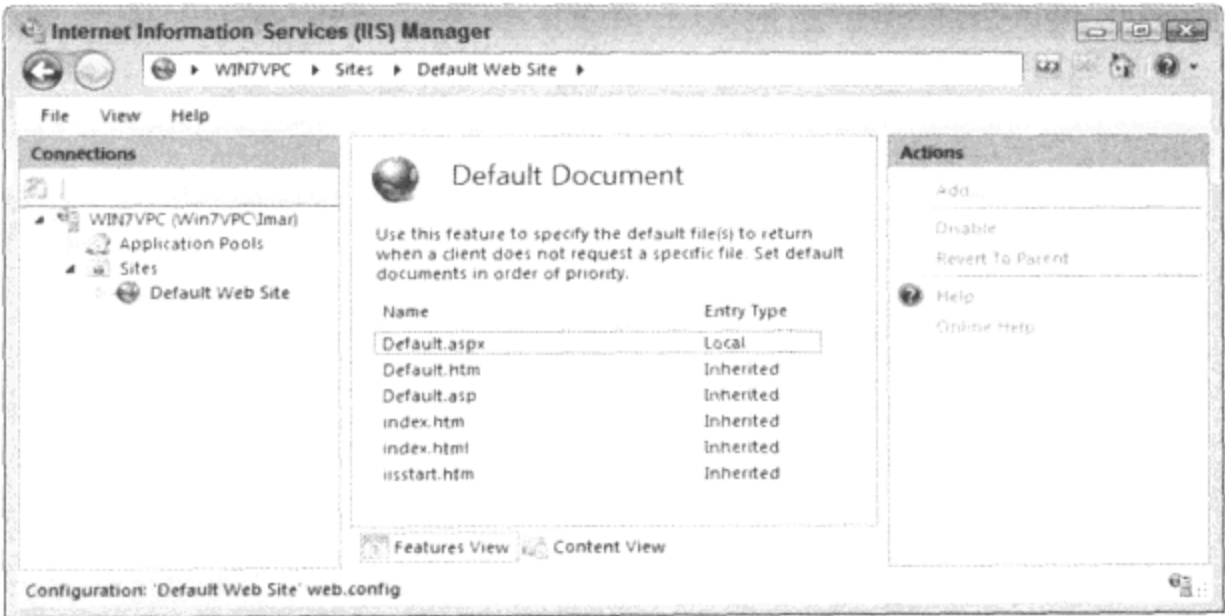 Internet Information Services (IIS) Manager
WIN7VPC ▸ Sites ▸ Default Web Site ▸
File View Help
Connections
WIN7VPC (Win7VPC\Imar)
Application Pools
Sites
Default Web Site
Default Document
Use this feature to specify the default file(s) to return
when a client does not request a specific file. Set default
documents in order of priority.
Name Entry Type
Default.aspx Local
Default.htm Inherited
Default.asp Inherited
index.htm Inherited
index.html Inherited
iisstart.htm Inherited
Features View Content View
Actions
Add...
Disable
Revert To Parent
Help
Online Help
Configuration: 'Default Web Site' web.config